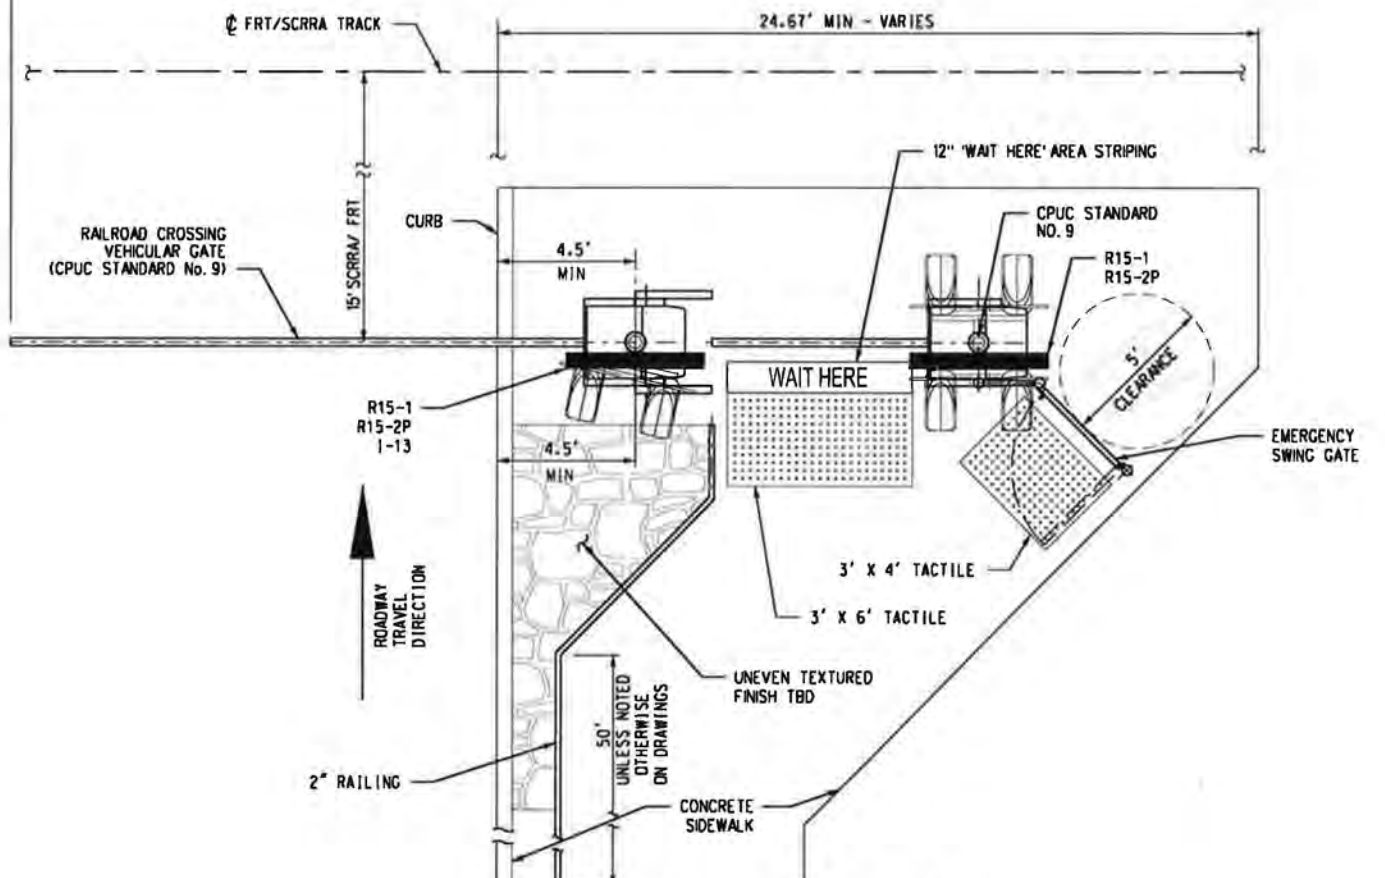 ℄ FRT/SCRRA TRACK
24.67' MIN - VARIES
12" 'WAIT HERE' AREA STRIPING
15' SCRRA/ FRT
CURB
RAILROAD CROSSING
VEHICULAR GATE
(CPUC STANDARD No. 9)
4.5'
MIN
CPUC STANDARD
NO. 9
R15-1
R15-2P
5'
CLEARANCE
WAIT HERE
R15-1
R15-2P
I-13
4.5'
MIN
EMERGENCY
SWING GATE
3' X 4' TACTILE
3' X 6' TACTILE
ROADWAY
TRAVEL
DIRECTION
UNEVEN TEXTURED
FINISH TBD
50'
UNLESS NOTED
OTHERWISE
ON DRAWINGS
2" RAILING
CONCRETE
SIDEWALK